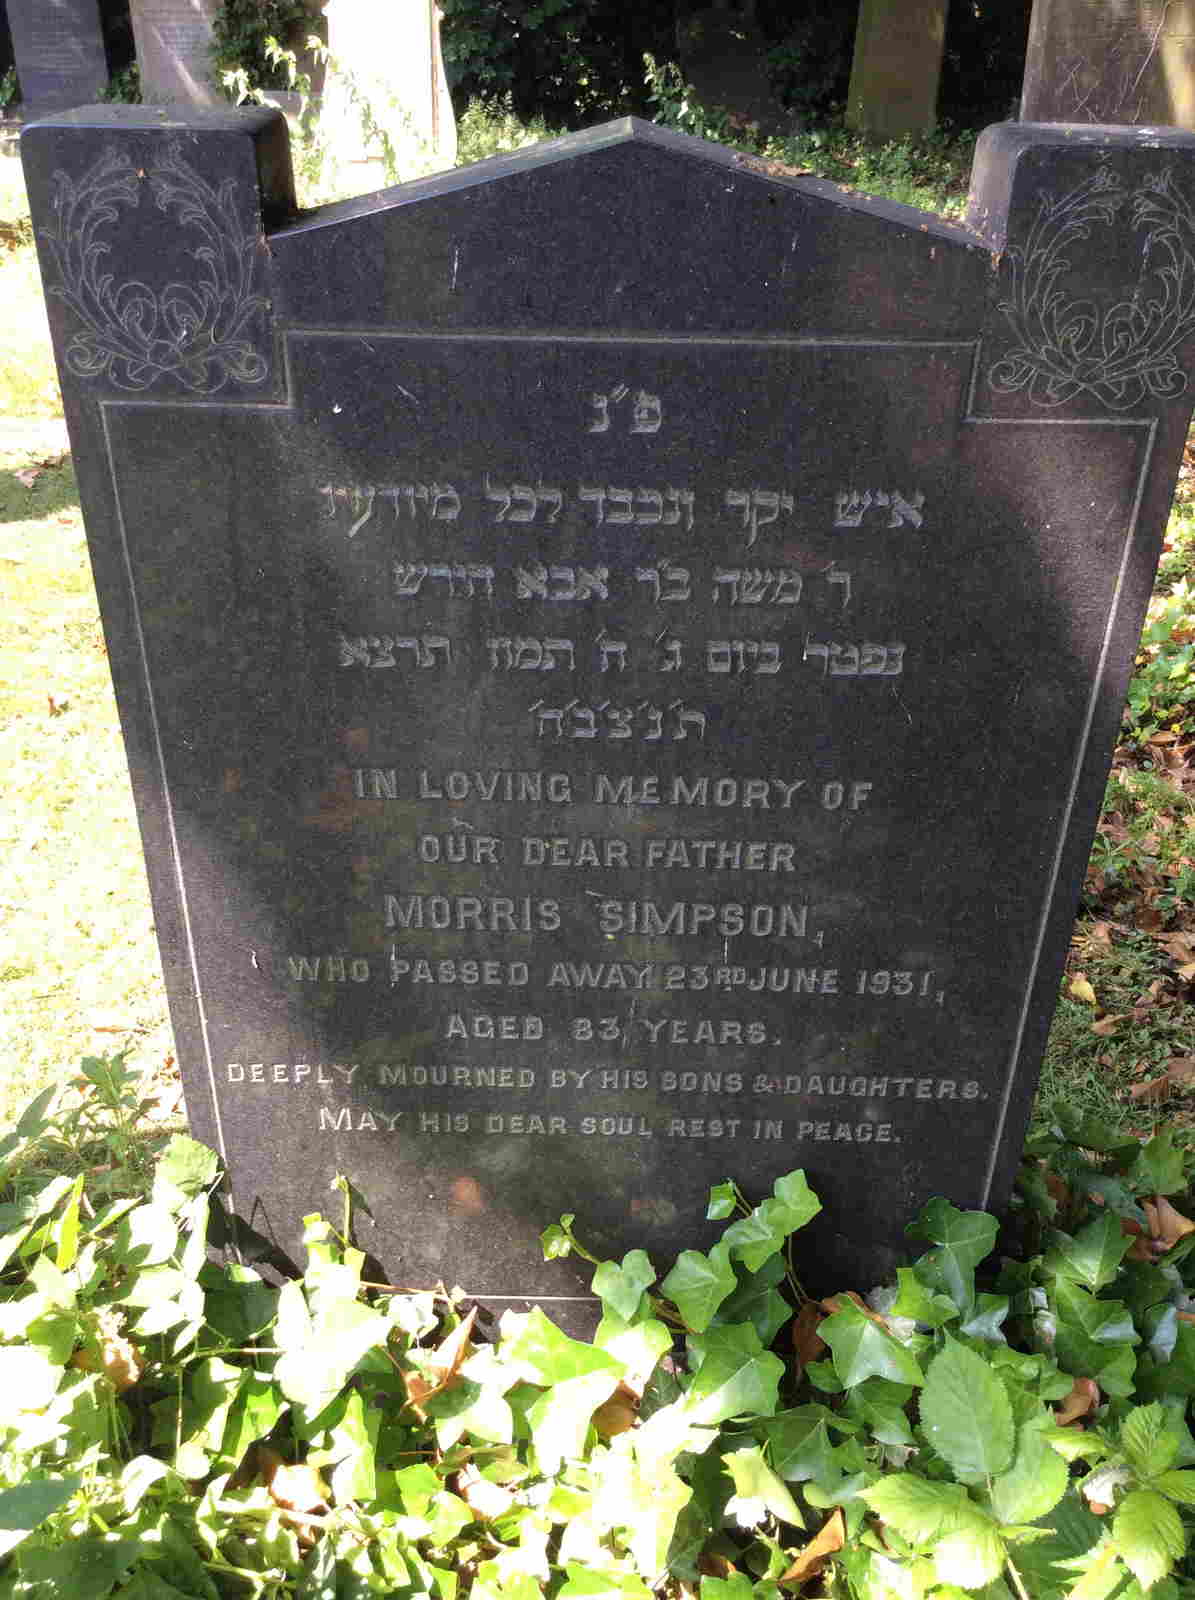 פ״נ
איש יקר ונכבד לכל מיודעיו
ר׳ משה ב׳ר אבא הירש
נפטר ביום ג׳ ח׳ תמוז תרצא
ת׳נ׳צ׳ב׳ה׳
IN LOVING MEMORY OF
OUR DEAR FATHER
MORRIS SIMPSON,
WHO PASSED AWAY 23RD JUNE 1931,
AGED 83 YEARS.
DEEPLY MOURNED BY HIS SONS & DAUGHTERS.
MAY HIS DEAR SOUL REST IN PEACE.